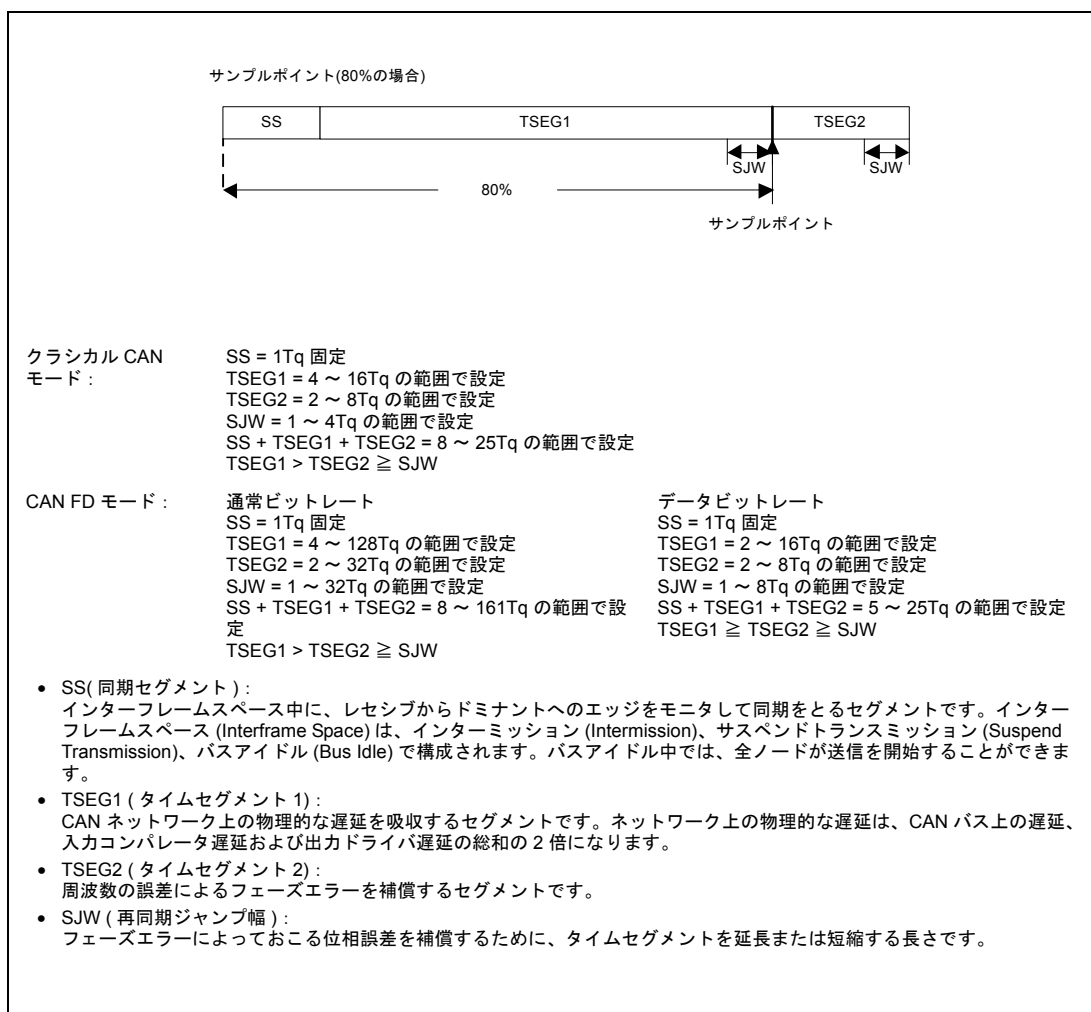 サンプルポイント(80%の場合)
SS
TSEG1
TSEG2
SJW
SJW
80%
サンプルポイント
クラシカル CAN
モード :
SS = 1Tq 固定
TSEG1 = 4 ～ 16Tq の範囲で設定
TSEG2 = 2 ～ 8Tq の範囲で設定
SJW = 1 ～ 4Tq の範囲で設定
SS + TSEG1 + TSEG2 = 8 ～ 25Tq の範囲で設定
TSEG1 > TSEG2 ≧ SJW
CAN FD モード :
通常ビットレート
SS = 1Tq 固定
TSEG1 = 4 ～ 128Tq の範囲で設定
TSEG2 = 2 ～ 32Tq の範囲で設定
SJW = 1 ～ 32Tq の範囲で設定
SS + TSEG1 + TSEG2 = 8 ～ 161Tq の範囲で設
定
TSEG1 > TSEG2 ≧ SJW
データビットレート
SS = 1Tq 固定
TSEG1 = 2 ～ 16Tq の範囲で設定
TSEG2 = 2 ～ 8Tq の範囲で設定
SJW = 1 ～ 8Tq の範囲で設定
SS + TSEG1 + TSEG2 = 5 ～ 25Tq の範囲で設定
TSEG1 ≧ TSEG2 ≧ SJW
• SS( 同期セグメント ) :
インターフレームスペース中に、レセシブからドミナントへのエッジをモニタして同期をとるセグメントです。インター
フレームスペース (Interframe Space) は、インターミッション (Intermission)、サスペンドトランスミッション (Suspend
Transmission)、バスアイドル (Bus Idle) で構成されます。バスアイドル中では、全ノードが送信を開始することができま
す。
• TSEG1 ( タイムセグメント 1) :
CAN ネットワーク上の物理的な遅延を吸収するセグメントです。ネットワーク上の物理的な遅延は、CAN バス上の遅延、
入力コンパレータ遅延および出力ドライバ遅延の総和の 2 倍になります。
• TSEG2 ( タイムセグメント 2) :
周波数の誤差によるフェーズエラーを補償するセグメントです。
• SJW ( 再同期ジャンプ幅 ) :
フェーズエラーによっておこる位相誤差を補償するために、タイムセグメントを延長または短縮する長さです。